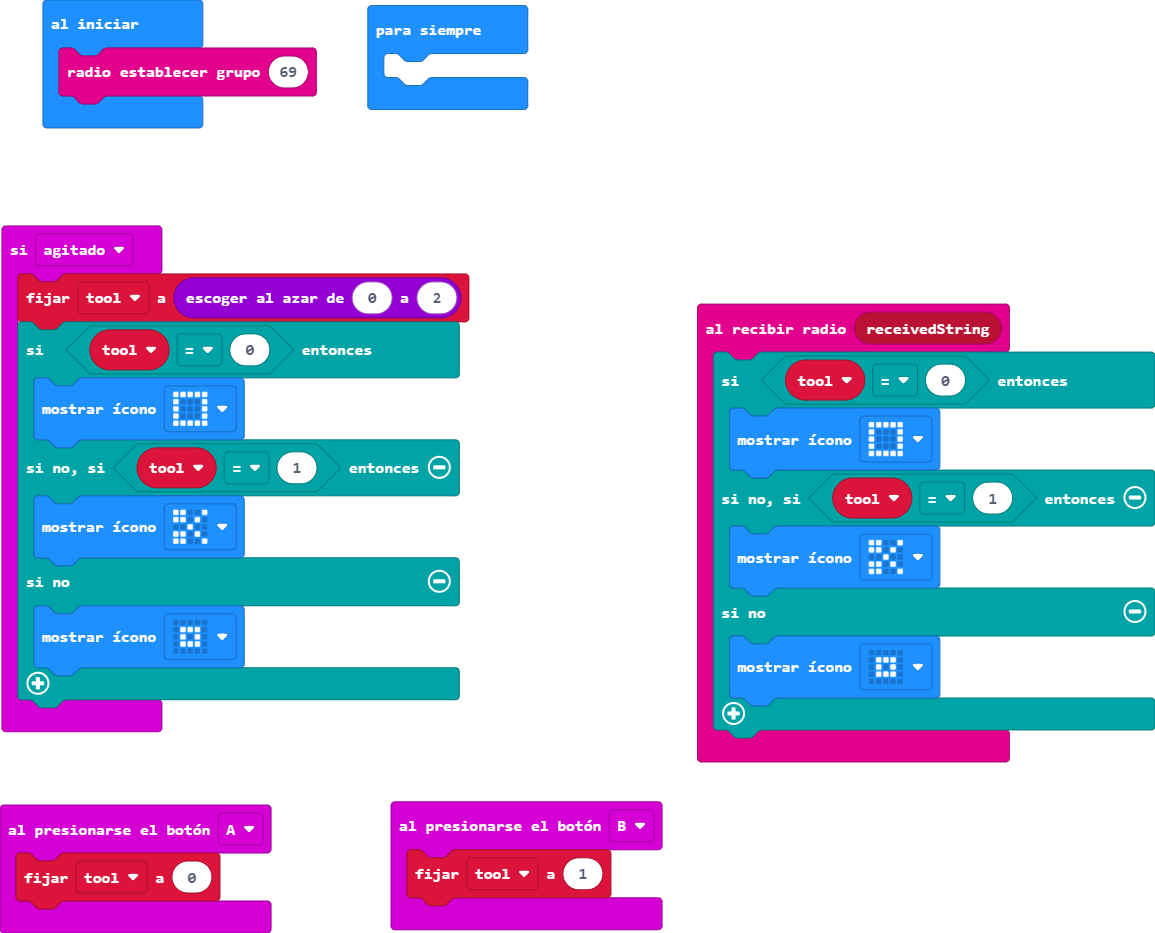 al iniciar
radio establecer grupo 69
para siempre
si agitado
fijar tool a escoger al azar de 0 a 2
si tool = 0 entonces
mostrar ícono
si no, si tool = 1 entonces
mostrar ícono
si no
mostrar ícono
al recibir radio receivedString
si tool = 0 entonces
mostrar ícono
si no, si tool = 1 entonces
mostrar ícono
si no
mostrar ícono
al presionarse el botón A
fijar tool a 0
al presionarse el botón B
fijar tool a 1